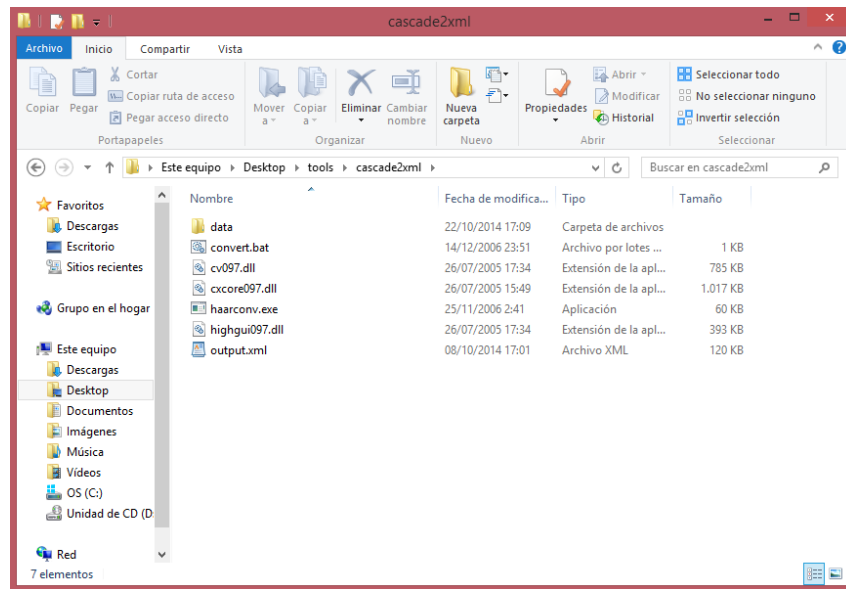 cascade2xml
Archivo Inicio Compartir Vista
Copiar
Pegar
Cortar
Copiar ruta de acceso
Pegar acceso directo
Portapapeles
Mover a
Copiar a
Eliminar
Cambiar nombre
Organizar
Nueva carpeta
Nuevo
Propiedades
Abrir
Modificar
Historial
Abrir
Seleccionar todo
No seleccionar ninguno
Invertir selección
Seleccionar
Este equipo Desktop tools cascade2xml
Buscar en cascade2xml
Favoritos
Descargas
Escritorio
Sitios recientes
Grupo en el hogar
Este equipo
Descargas
Desktop
Documentos
Imágenes
Música
Vídeos
OS (C:)
Unidad de CD (D:
Red
Nombre Fecha de modifica... Tipo Tamaño
data 22/10/2014 17:09 Carpeta de archivos
convert.bat 14/12/2006 23:51 Archivo por lotes ... 1 KB
cv097.dll 26/07/2005 17:34 Extensión de la apl... 785 KB
cxcore097.dll 26/07/2005 15:49 Extensión de la apl... 1.017 KB
haarconv.exe 25/11/2006 2:41 Aplicación 60 KB
highgui097.dll 26/07/2005 17:34 Extensión de la apl... 393 KB
output.xml 08/10/2014 17:01 Archivo XML 120 KB
7 elementos